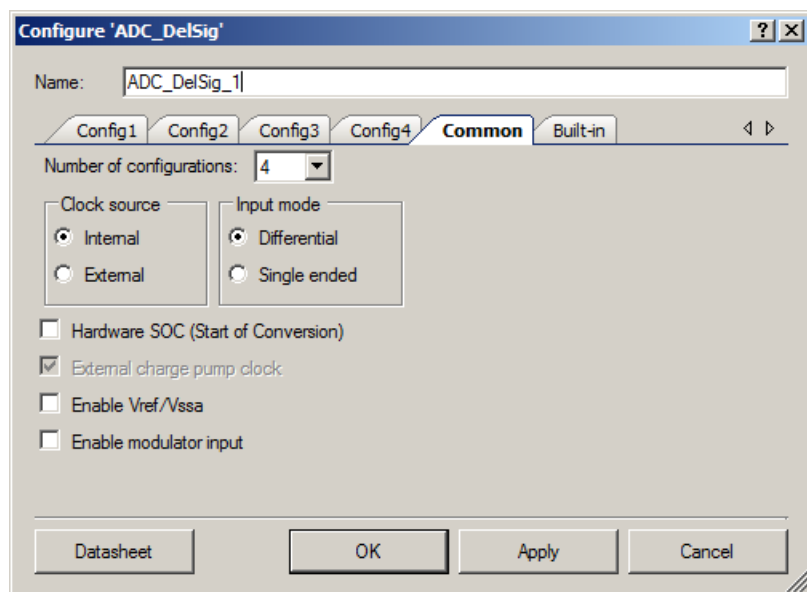 Configure 'ADC_DelSig'
Name: ADC_DelSig_1
Config1 Config2 Config3 Config4 Common Built-in
Number of configurations: 4
Clock source Input mode
Internal Differential
External Single ended
Hardware SOC (Start of Conversion)
External charge pump clock
Enable Vref/Vssa
Enable modulator input
Datasheet OK Apply Cancel